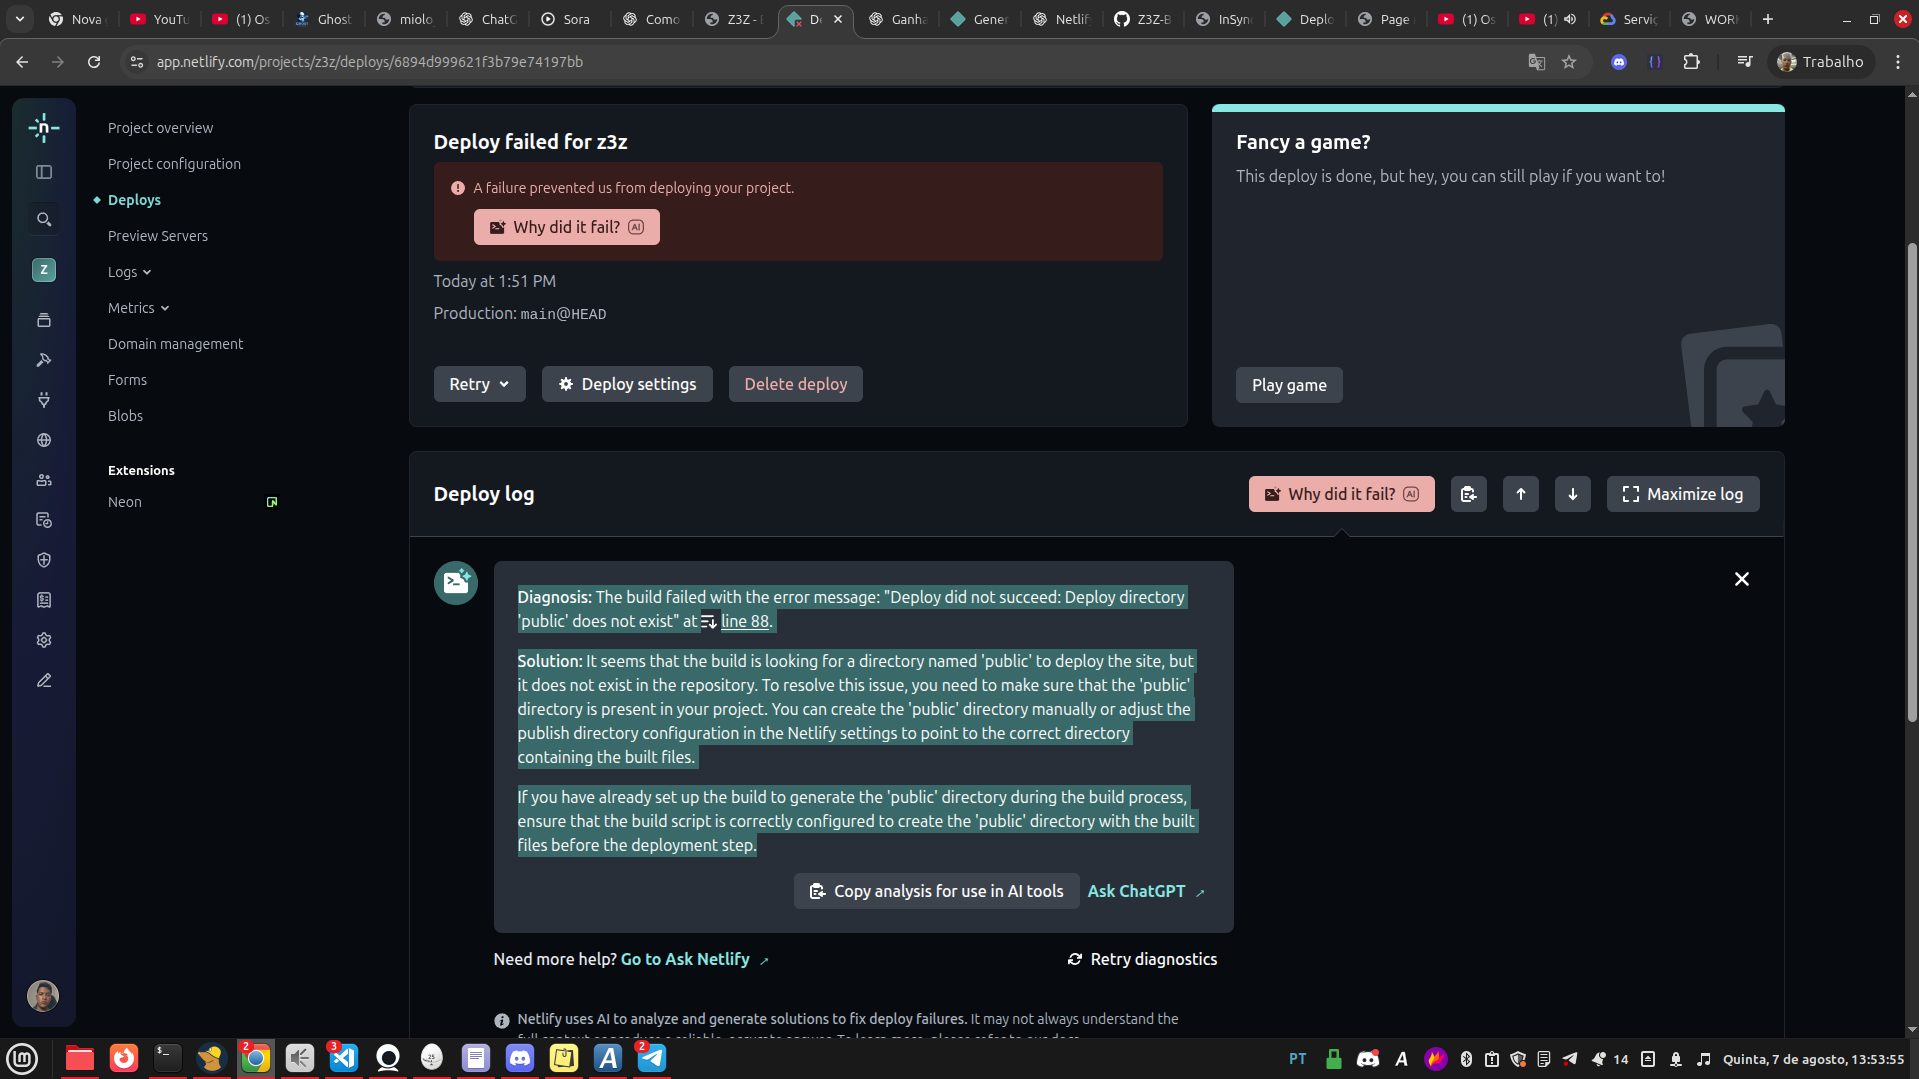 Nova
YouTu
(1) Os
Ghost
miolo
ChatG
Sora
Como
Z3Z - E
De
Ganha
Gener
Netlif
Z3Z-B
InSync
Deplo
Page
(1) Os
(1)
Serviç
WORK
app.netlify.com/projects/z3z/deploys/6894d999621f3b79e74197bb
Trabalho
Z
Project overview
Project configuration
Deploys
Preview Servers
Logs
Metrics
Domain management
Forms
Blobs
Extensions
Neon
Deploy failed for z3z
A failure prevented us from deploying your project.
Why did it fail? AI
Today at 1:51 PM
Production: main@HEAD
Retry
Deploy settings
Delete deploy
Fancy a game?
This deploy is done, but hey, you can still play if you want to!
Play game
Deploy log
Why did it fail? AI
Maximize log
Diagnosis: The build failed with the error message: "Deploy did not succeed: Deploy directory
'public' does not exist" at line 88.
Solution: It seems that the build is looking for a directory named 'public' to deploy the site, but
it does not exist in the repository. To resolve this issue, you need to make sure that the 'public'
directory is present in your project. You can create the 'public' directory manually or adjust the
publish directory configuration in the Netlify settings to point to the correct directory
containing the built files.
If you have already set up the build to generate the 'public' directory during the build process,
ensure that the build script is correctly configured to create the 'public' directory with the built
files before the deployment step.
Copy analysis for use in AI tools
Ask ChatGPT
Need more help? Go to Ask Netlify
Retry diagnostics
Netlify uses AI to analyze and generate solutions to fix deploy failures. It may not always understand the
2
3
25
2
PT
14
Quinta, 7 de agosto, 13:53:55